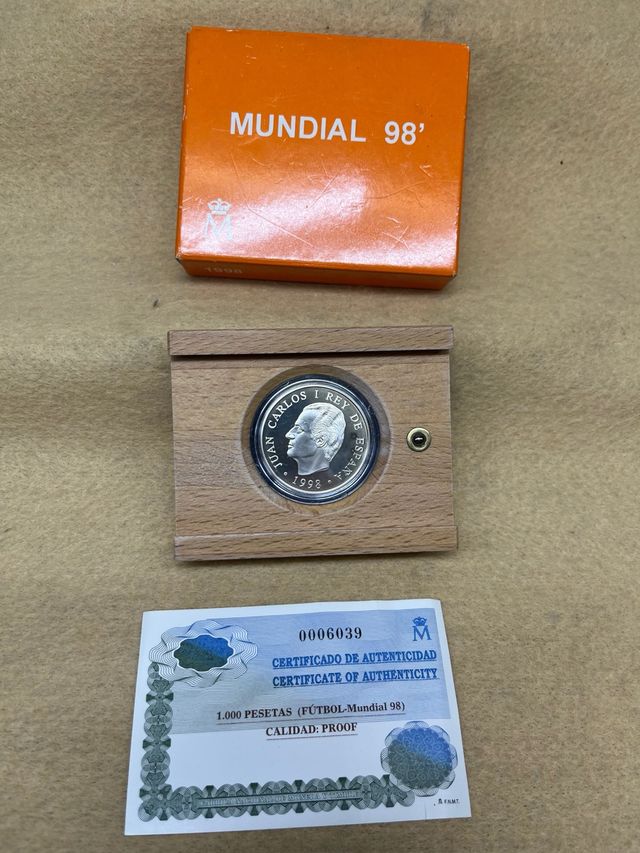 MUNDIAL 98'
M
1998
JUAN CARLOS I REY DE ESPAÑA
1998
0006039
M
CERTIFICADO DE AUTENTICIDAD
CERTIFICATE OF AUTHENTICITY
1.000 PESETAS (FÚTBOL-Mundial 98)
CALIDAD: PROOF
F.N.M.T.